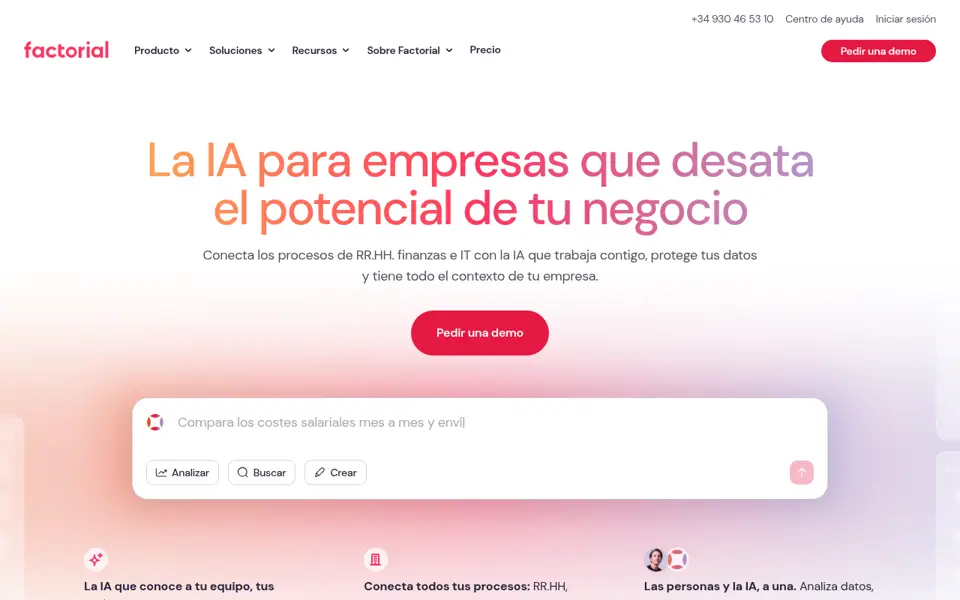 +34 930 46 53 10 Centro de ayuda Iniciar sesión
factorial Producto Soluciones Recursos Sobre Factorial Precio Pedir una demo
La IA para empresas que desata
el potencial de tu negocio
Conecta los procesos de RR.HH. finanzas e IT con la IA que trabaja contigo, protege tus datos
y tiene todo el contexto de tu empresa.
Pedir una demo
Compara los costes salariales mes a mes y enví
Analizar Buscar Crear
La IA que conoce a tu equipo, tus
Conecta todos tus procesos: RR.HH,
Las personas y la IA, a una. Analiza datos,